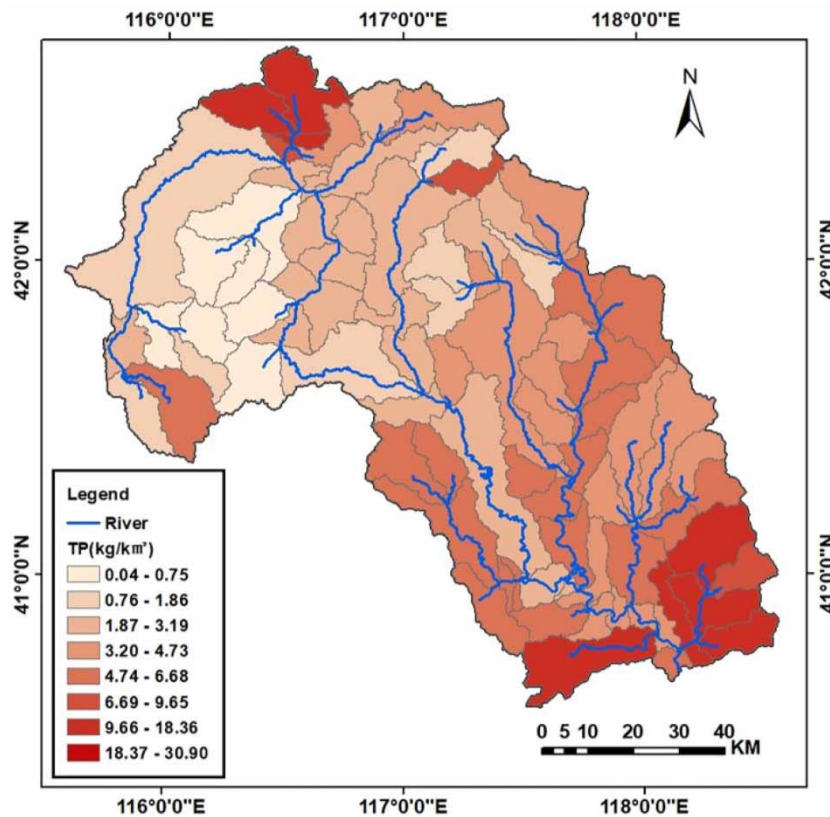 116°0'0"E 117°0'0"E 118°0'0"E
N
42°0'0"N 42°0'0"N
Legend
River
TP(kg/km²)
0.04 - 0.75
0.76 - 1.86
1.87 - 3.19
3.20 - 4.73
4.74 - 6.68
6.69 - 9.65
9.66 - 18.36
18.37 - 30.90
41°0'0"N 41°0'0"N
0 5 10 20 30 40
KM
116°0'0"E 117°0'0"E 118°0'0"E